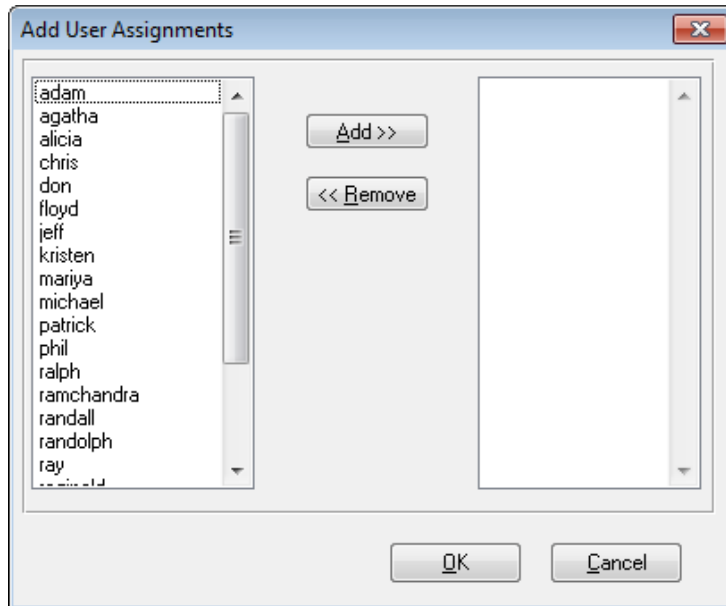 Add User Assignments
adam
agatha
alicia
chris
don
floyd
jeff
kristen
mariya
michael
patrick
phil
ralph
ramchandra
randall
randolph
ray
Add >>
<< Remove
OK
Cancel